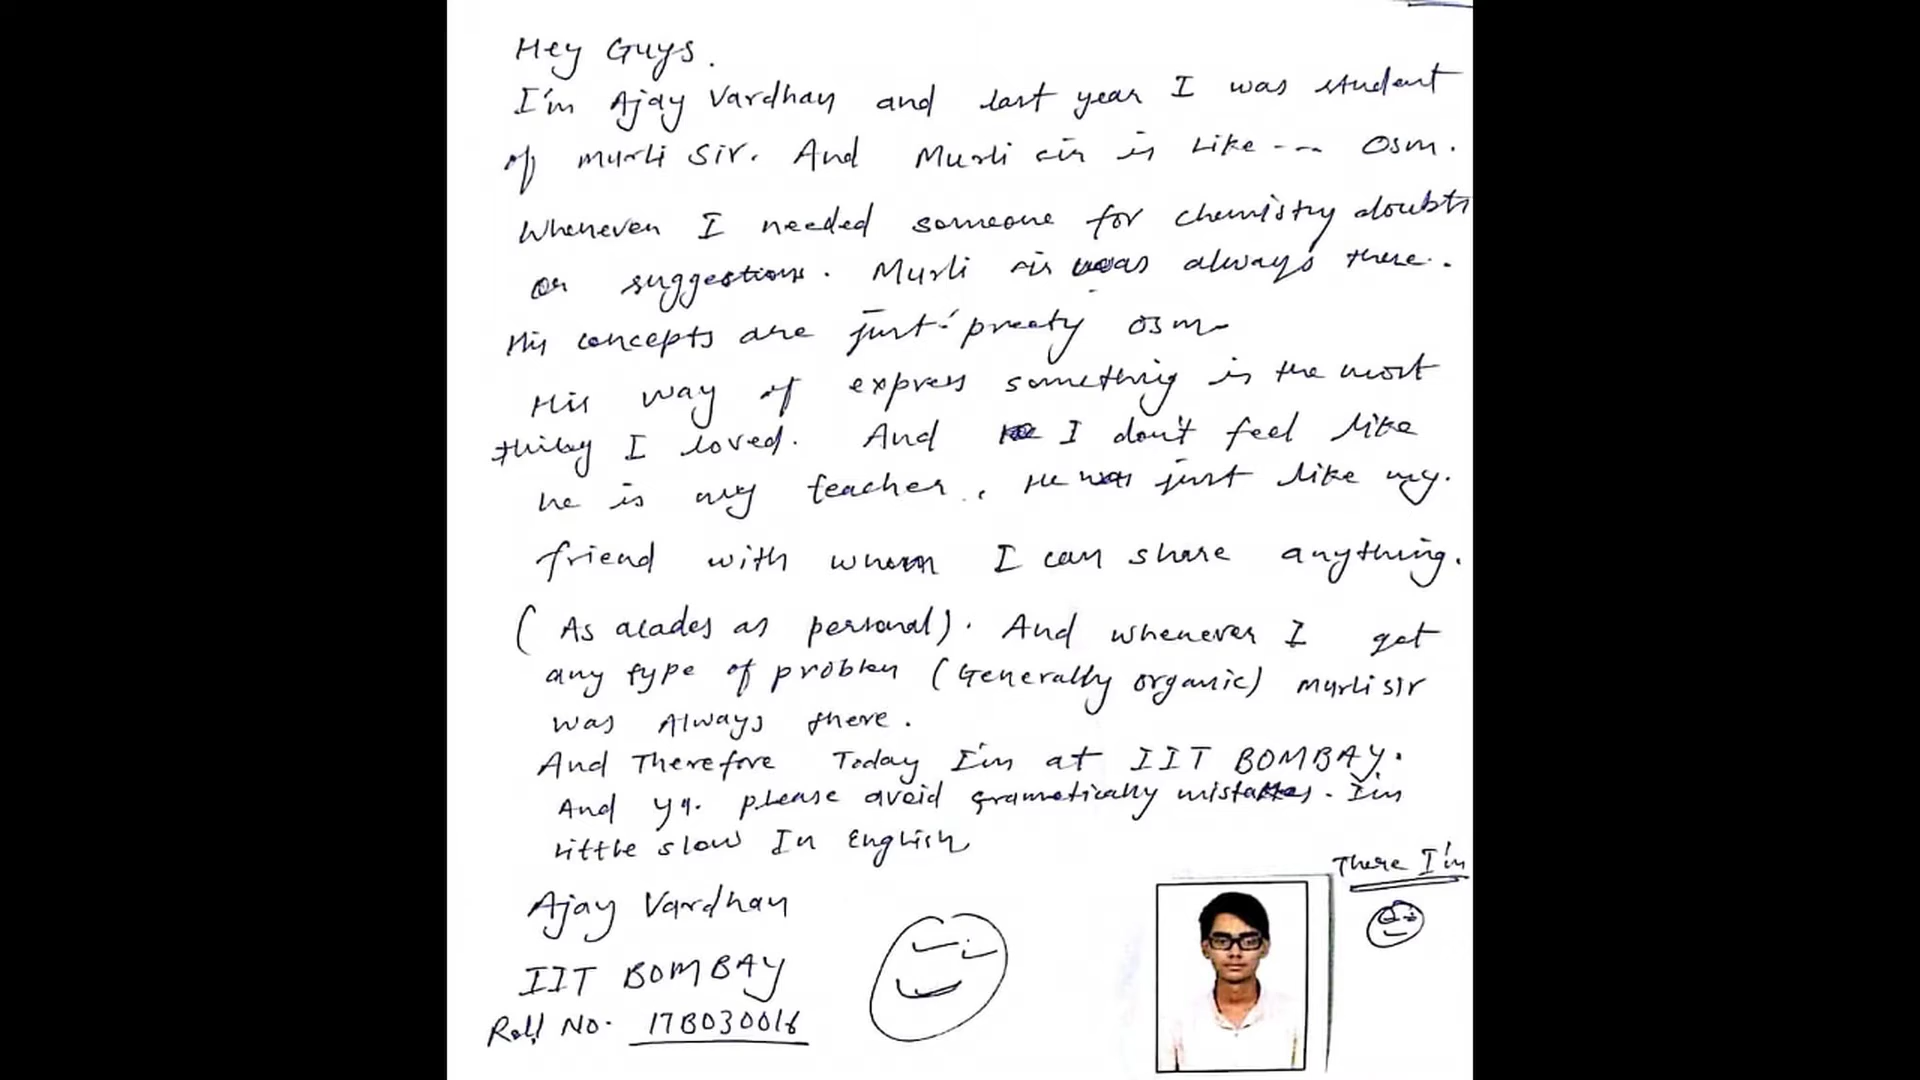 Hey Guys.
I'm Ajay Vardhan and last year I was student
of Murli Sir. And Murli sir is Like --- Osm.
Whenever I needed someone for chemistry doubts
or suggestions. Murli sir was always there.
His concepts are just preaty osm
His way of express something is the most
thing I loved. And I don't feel like
he is my teacher. He was just like my.
friend with whom I can share anything.
(As acades as personal). And whenever I get
any type of problem (Generally organic) Murli sir
was Always there.
And Therefore Today I'm at IIT BOMBAY.
And ya. please avoid gramatically mistakes. I'm
little slow In English
There I'm
Ajay Vardhan
IIT BOMBAY
Roll No. 17B030016